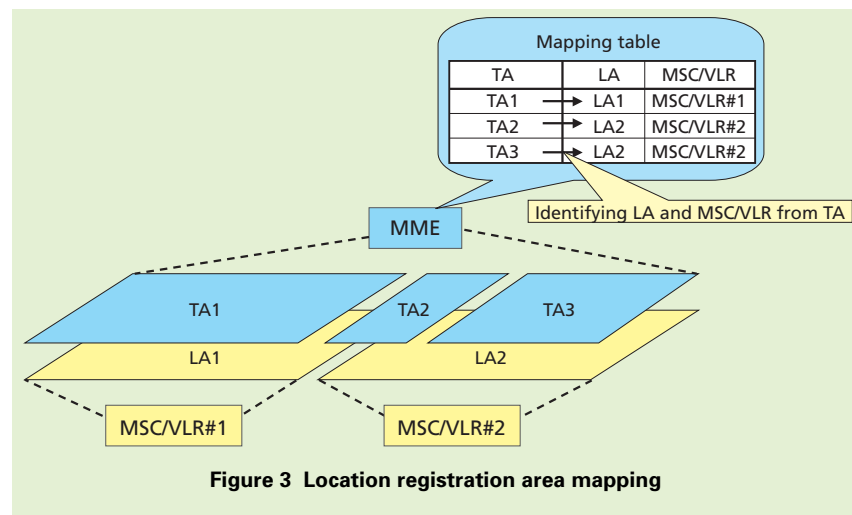 Mapping table
TA LA MSC/VLR
TA1 LA1 MSC/VLR#1
TA2 LA2 MSC/VLR#2
TA3 LA2 MSC/VLR#2
Identifying LA and MSC/VLR from TA
MME
TA1 TA2 TA3
LA1 LA2
MSC/VLR#1 MSC/VLR#2
Figure 3 Location registration area mapping